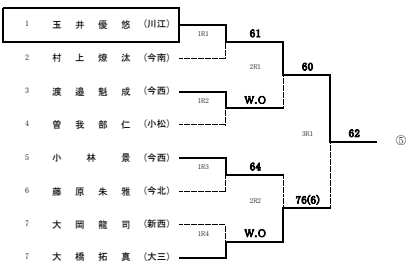 1 玉井優悠 (川江)
1R1 61
2 村上燎汰 (今南)
2R1 60
3 渡邉魁成 (今西)
1R2 W.O
4 曽我部仁 (小松)
3R1 62 ⑤
5 小林景 (今西)
1R3 64
6 藤原朱雅 (今北)
2R2 76(6)
7 大岡龍司 (新西)
1R4 W.O
7 大橋拓真 (大三)